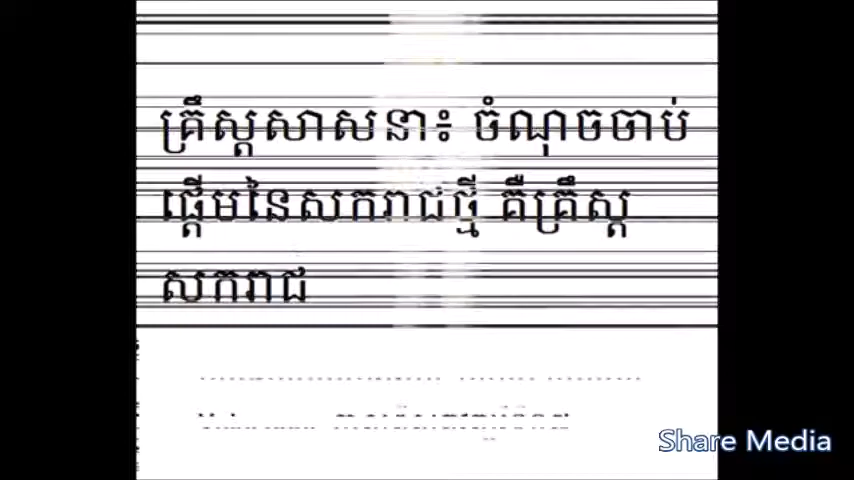 គ្រឹស្តសាសនា៖ ចំណុចចាប់
ផ្តើមនៃសករាជថ្មី គឺគ្រឹស្ត
សករាជ
Share Media